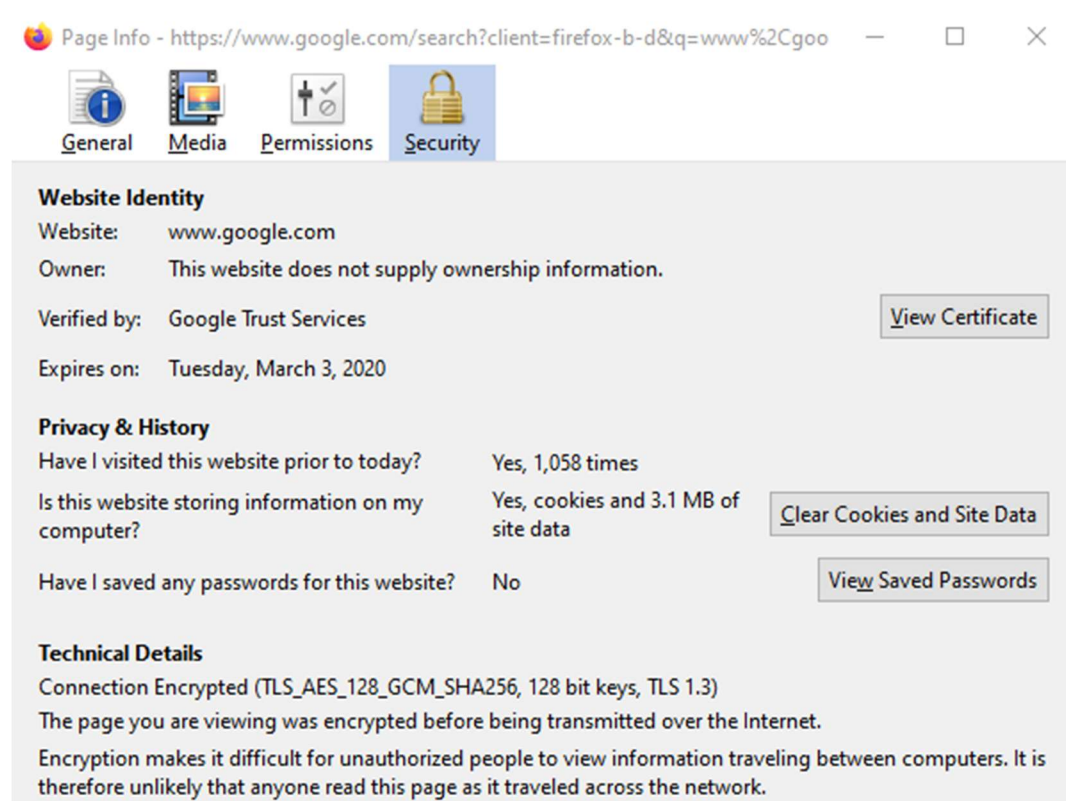 Page Info - https://www.google.com/search?client=firefox-b-d&q=www%2Cgoo
General Media Permissions Security
Website Identity
Website: www.google.com
Owner: This website does not supply ownership information.
Verified by: Google Trust Services View Certificate
Expires on: Tuesday, March 3, 2020
Privacy & History
Have I visited this website prior to today? Yes, 1,058 times
Is this website storing information on my
computer?
Yes, cookies and 3.1 MB of
site data
Clear Cookies and Site Data
Have I saved any passwords for this website? No View Saved Passwords
Technical Details
Connection Encrypted (TLS_AES_128_GCM_SHA256, 128 bit keys, TLS 1.3)
The page you are viewing was encrypted before being transmitted over the Internet.
Encryption makes it difficult for unauthorized people to view information traveling between computers. It is
therefore unlikely that anyone read this page as it traveled across the network.